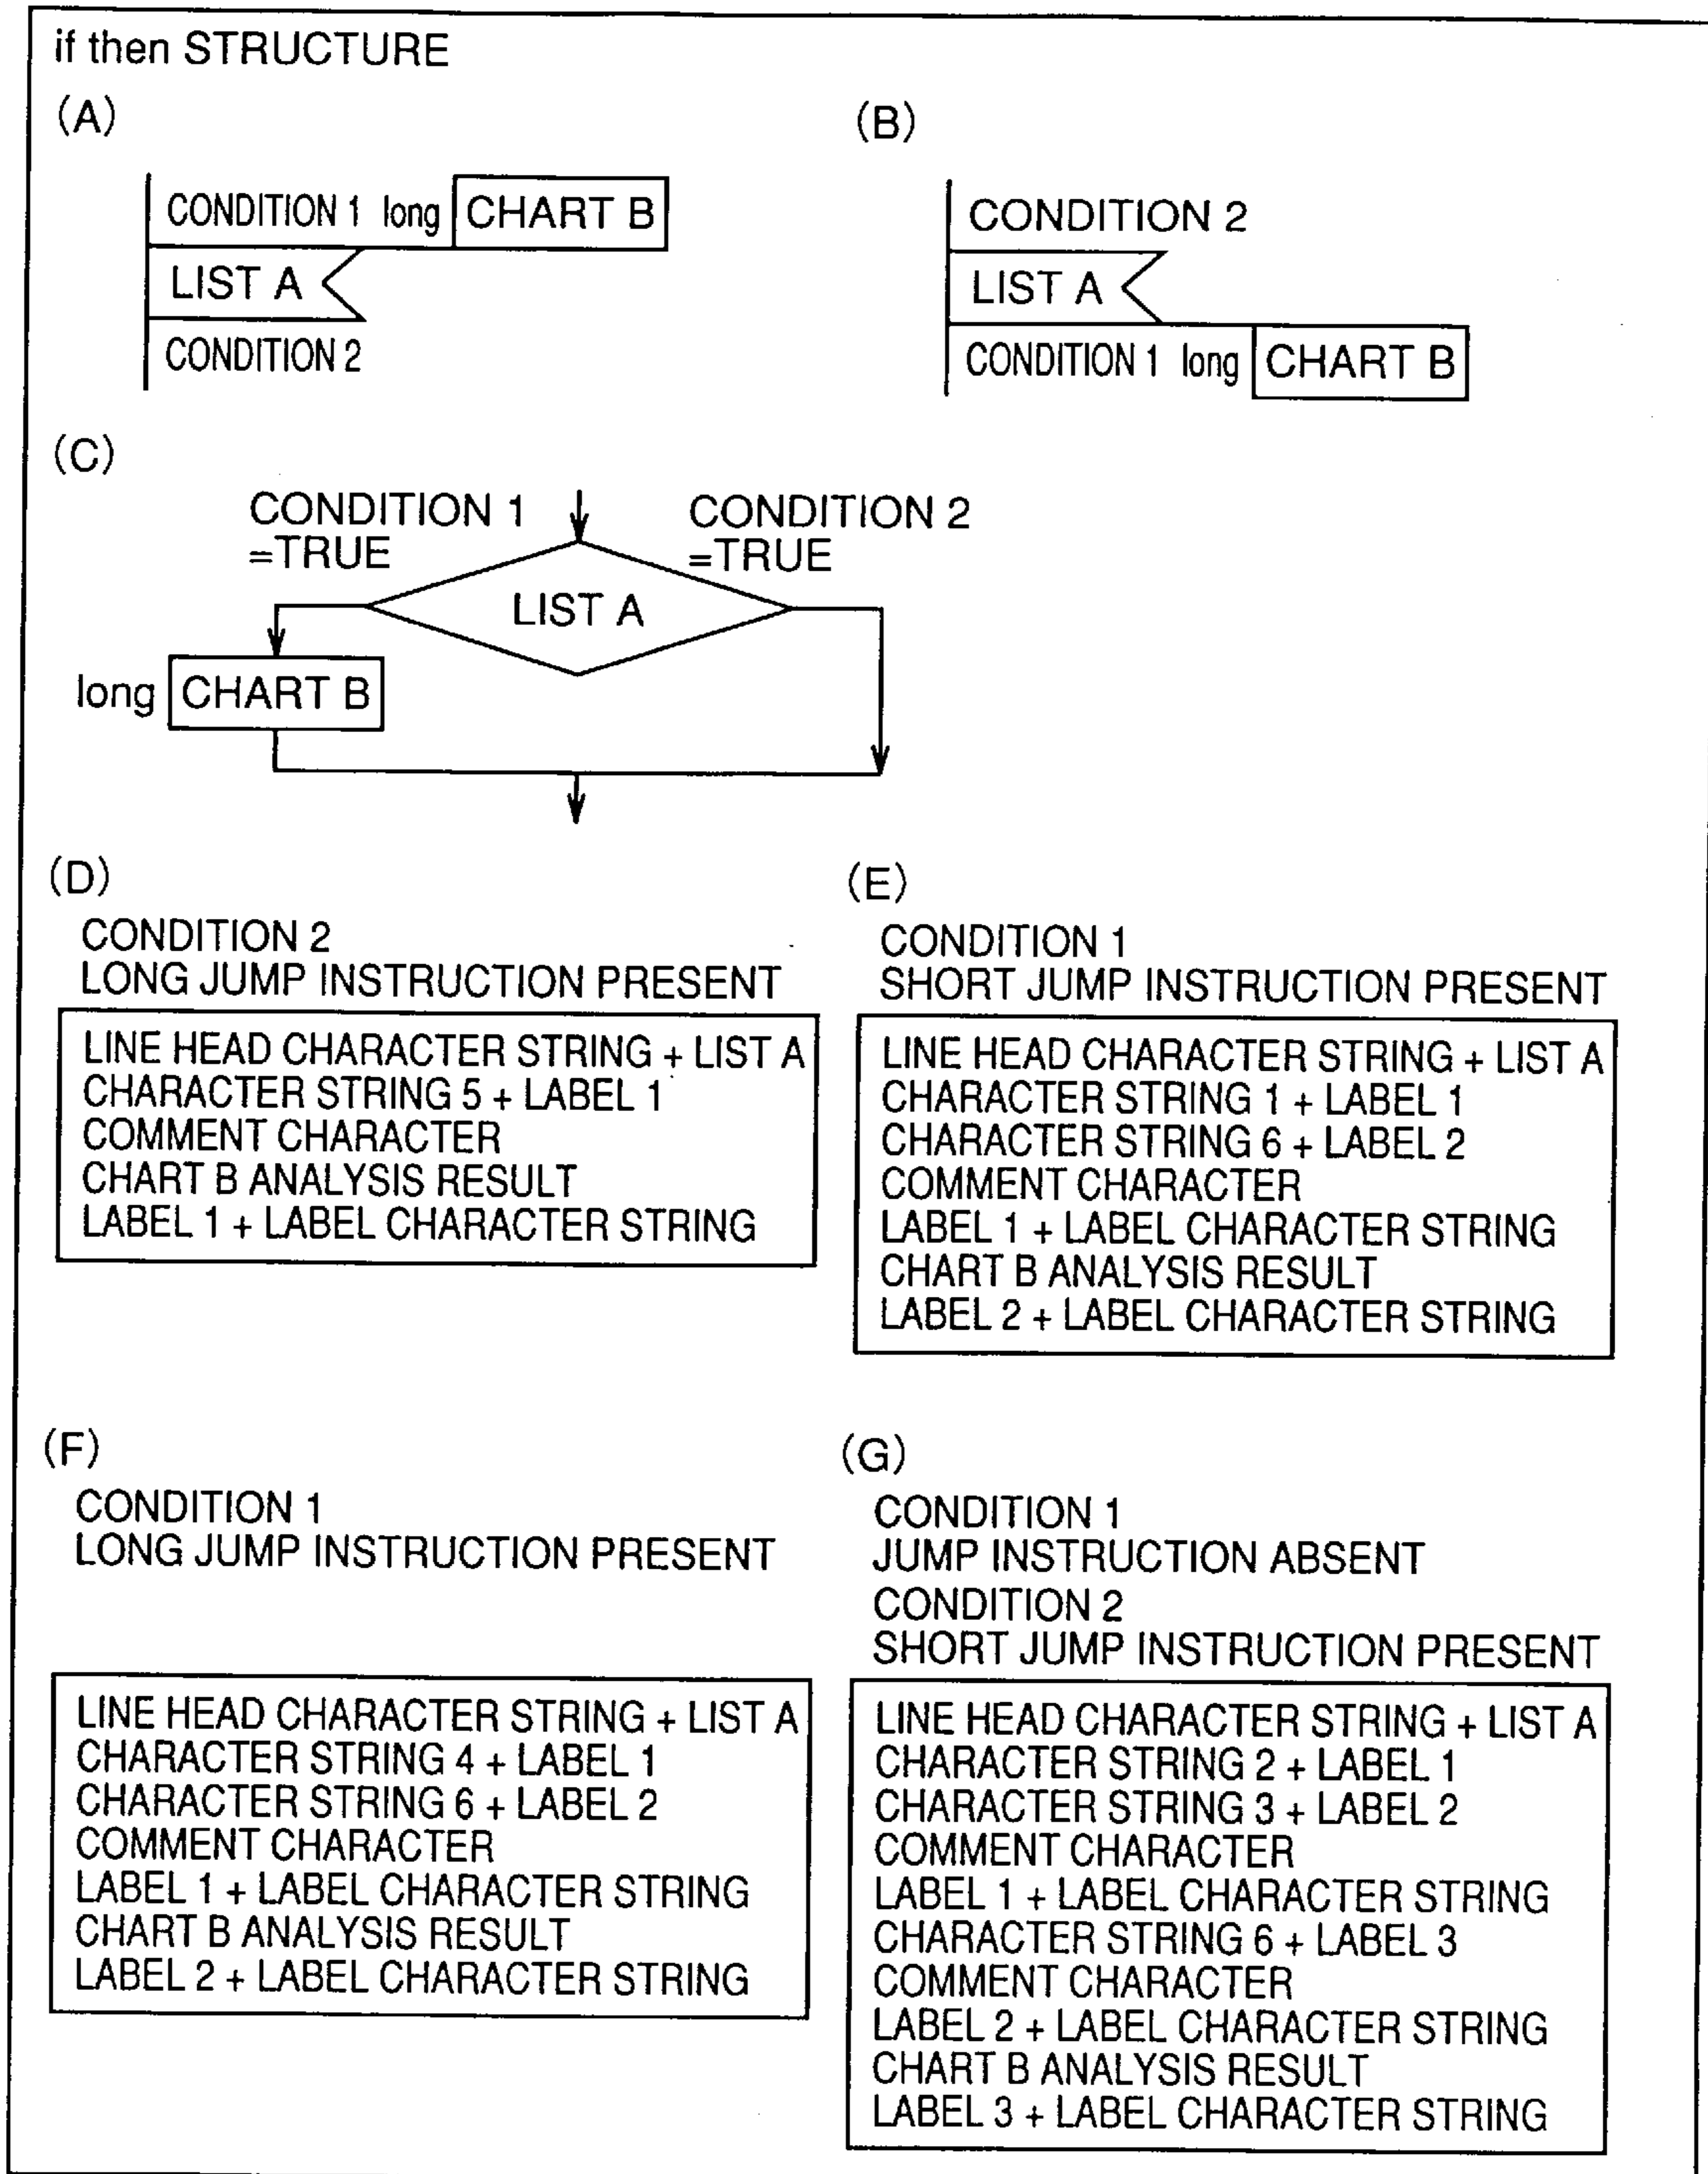 if then STRUCTURE
(A)
CONDITION 1 long CHART B
LIST A
CONDITION 2
(B)
CONDITION 2
LIST A
CONDITION 1 long CHART B
(C)
CONDITION 1
=TRUE
CONDITION 2
=TRUE
LIST A
long CHART B
(D)
CONDITION 2
LONG JUMP INSTRUCTION PRESENT
LINE HEAD CHARACTER STRING + LIST A
CHARACTER STRING 5 + LABEL 1
COMMENT CHARACTER
CHART B ANALYSIS RESULT
LABEL 1 + LABEL CHARACTER STRING
(E)
CONDITION 1
SHORT JUMP INSTRUCTION PRESENT
LINE HEAD CHARACTER STRING + LIST A
CHARACTER STRING 1 + LABEL 1
CHARACTER STRING 6 + LABEL 2
COMMENT CHARACTER
LABEL 1 + LABEL CHARACTER STRING
CHART B ANALYSIS RESULT
LABEL 2 + LABEL CHARACTER STRING
(F)
CONDITION 1
LONG JUMP INSTRUCTION PRESENT
LINE HEAD CHARACTER STRING + LIST A
CHARACTER STRING 4 + LABEL 1
CHARACTER STRING 6 + LABEL 2
COMMENT CHARACTER
LABEL 1 + LABEL CHARACTER STRING
CHART B ANALYSIS RESULT
LABEL 2 + LABEL CHARACTER STRING
(G)
CONDITION 1
JUMP INSTRUCTION ABSENT
CONDITION 2
SHORT JUMP INSTRUCTION PRESENT
LINE HEAD CHARACTER STRING + LIST A
CHARACTER STRING 2 + LABEL 1
CHARACTER STRING 3 + LABEL 2
COMMENT CHARACTER
LABEL 1 + LABEL CHARACTER STRING
CHARACTER STRING 6 + LABEL 3
COMMENT CHARACTER
LABEL 2 + LABEL CHARACTER STRING
CHART B ANALYSIS RESULT
LABEL 3 + LABEL CHARACTER STRING